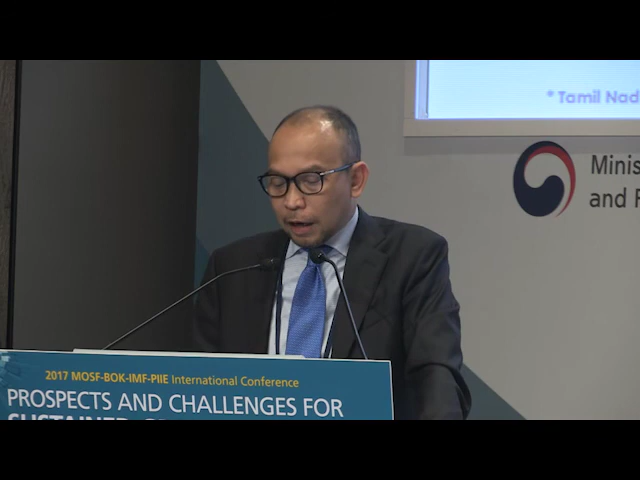 * Tamil Nad
Minis
and F
2017 MOSF-BOK-IMF-PIIE International Conference
PROSPECTS AND CHALLENGES FOR